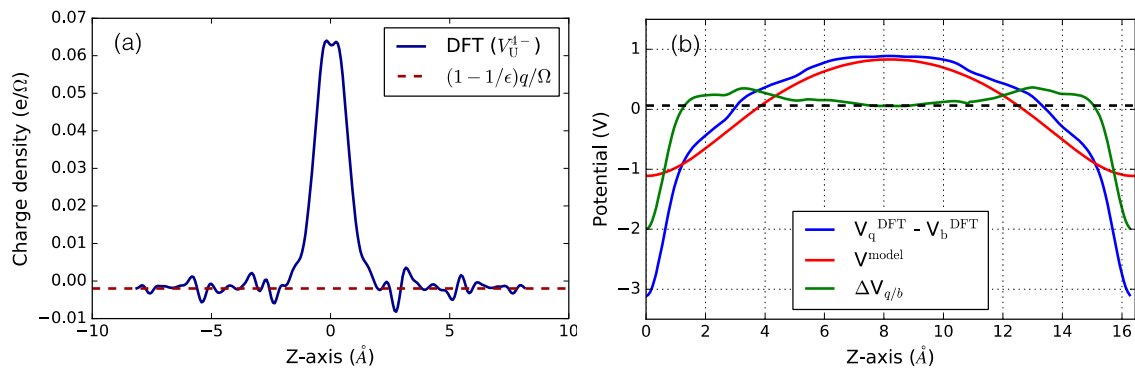 (a)
DFT (V_U^{4−})
(1 − 1/ϵ)q/Ω
Charge density (e/Ω)
0.07
0.06
0.05
0.04
0.03
0.02
0.01
0.00
−0.01
−10
−5
0
5
10
Z-axis (Å)
(b)
Potential (V)
1
0
−1
−2
−3
V_q^{DFT} - V_b^{DFT}
V^{model}
ΔV_{q/b}
0
2
4
6
8
10
12
14
16
Z-axis (Å)